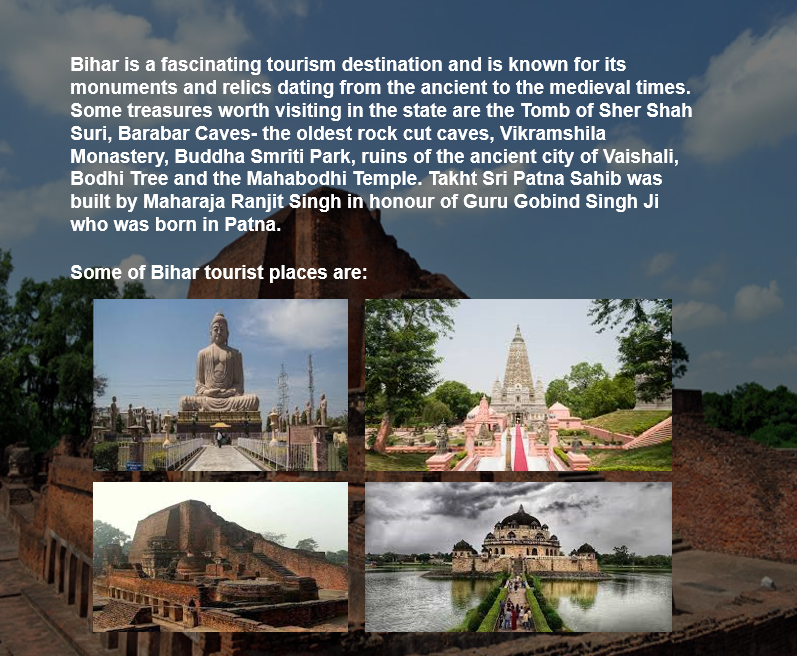 Bihar is a fascinating tourism destination and is known for its
monuments and relics dating from the ancient to the medieval times.
Some treasures worth visiting in the state are the Tomb of Sher Shah
Suri, Barabar Caves- the oldest rock cut caves, Vikramshila
Monastery, Buddha Smriti Park, ruins of the ancient city of Vaishali,
Bodhi Tree and the Mahabodhi Temple. Takht Sri Patna Sahib was
built by Maharaja Ranjit Singh in honour of Guru Gobind Singh Ji
who was born in Patna.
Some of Bihar tourist places are: